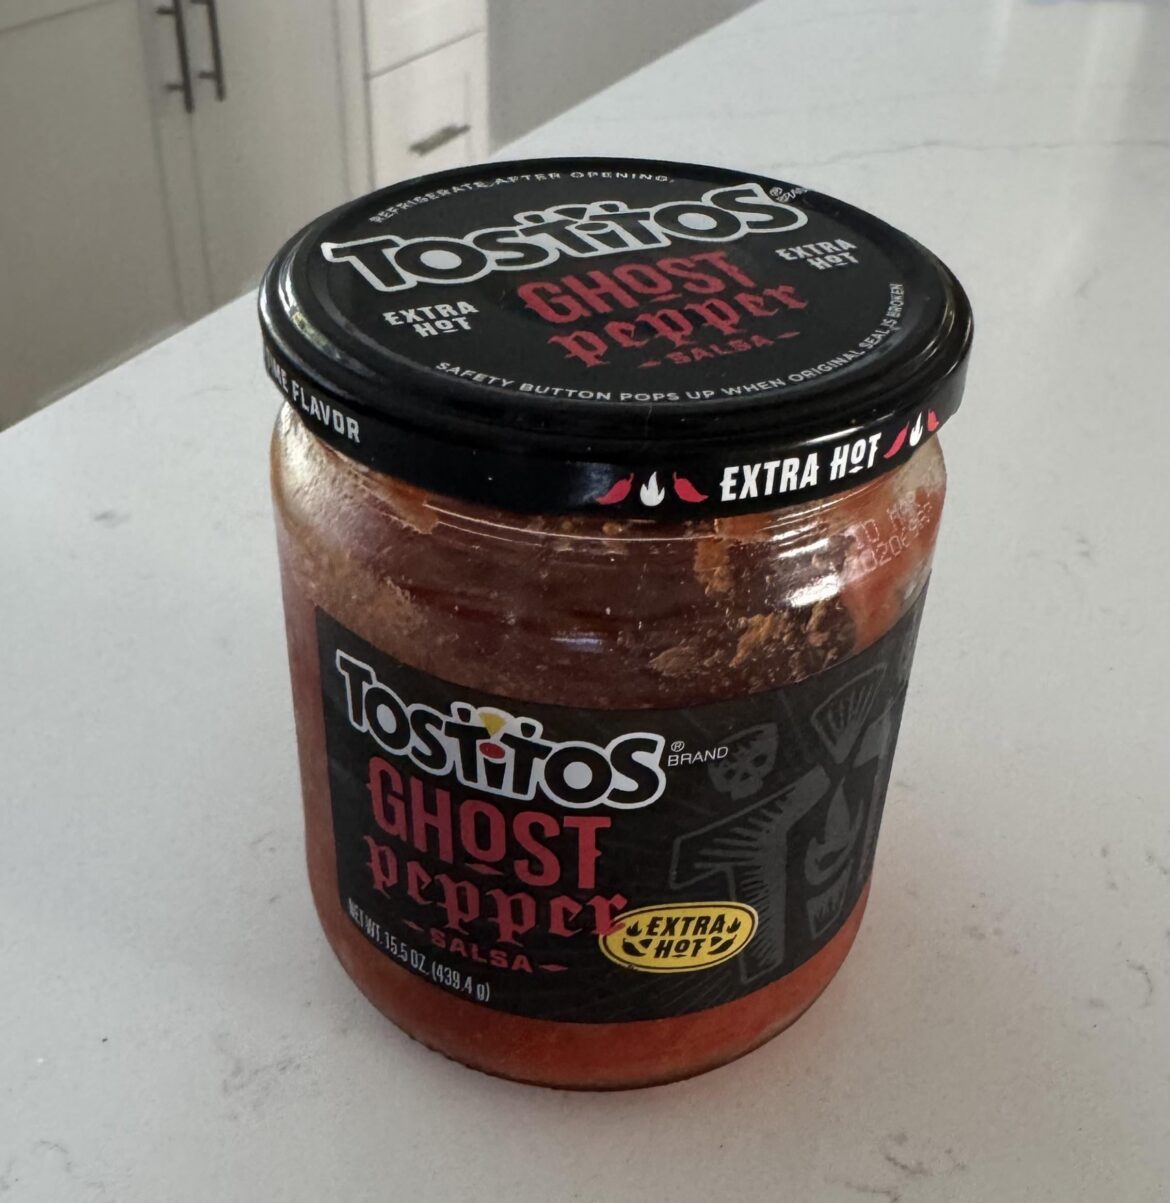 REFRIGERATE AFTER OPENING.
TOSTITOS®
EXTRA
HOT
GHOST
pepper
SALSA
EXTRA
HOT
SAFETY BUTTON POPS UP WHEN ORIGINAL SEAL IS BROKEN
FLAVOR
EXTRA HOT
TOSTITOS® BRAND
GHOST
pepper
SALSA
EXTRA
HOT
NET WT. 15.5 OZ. (439.4 g)